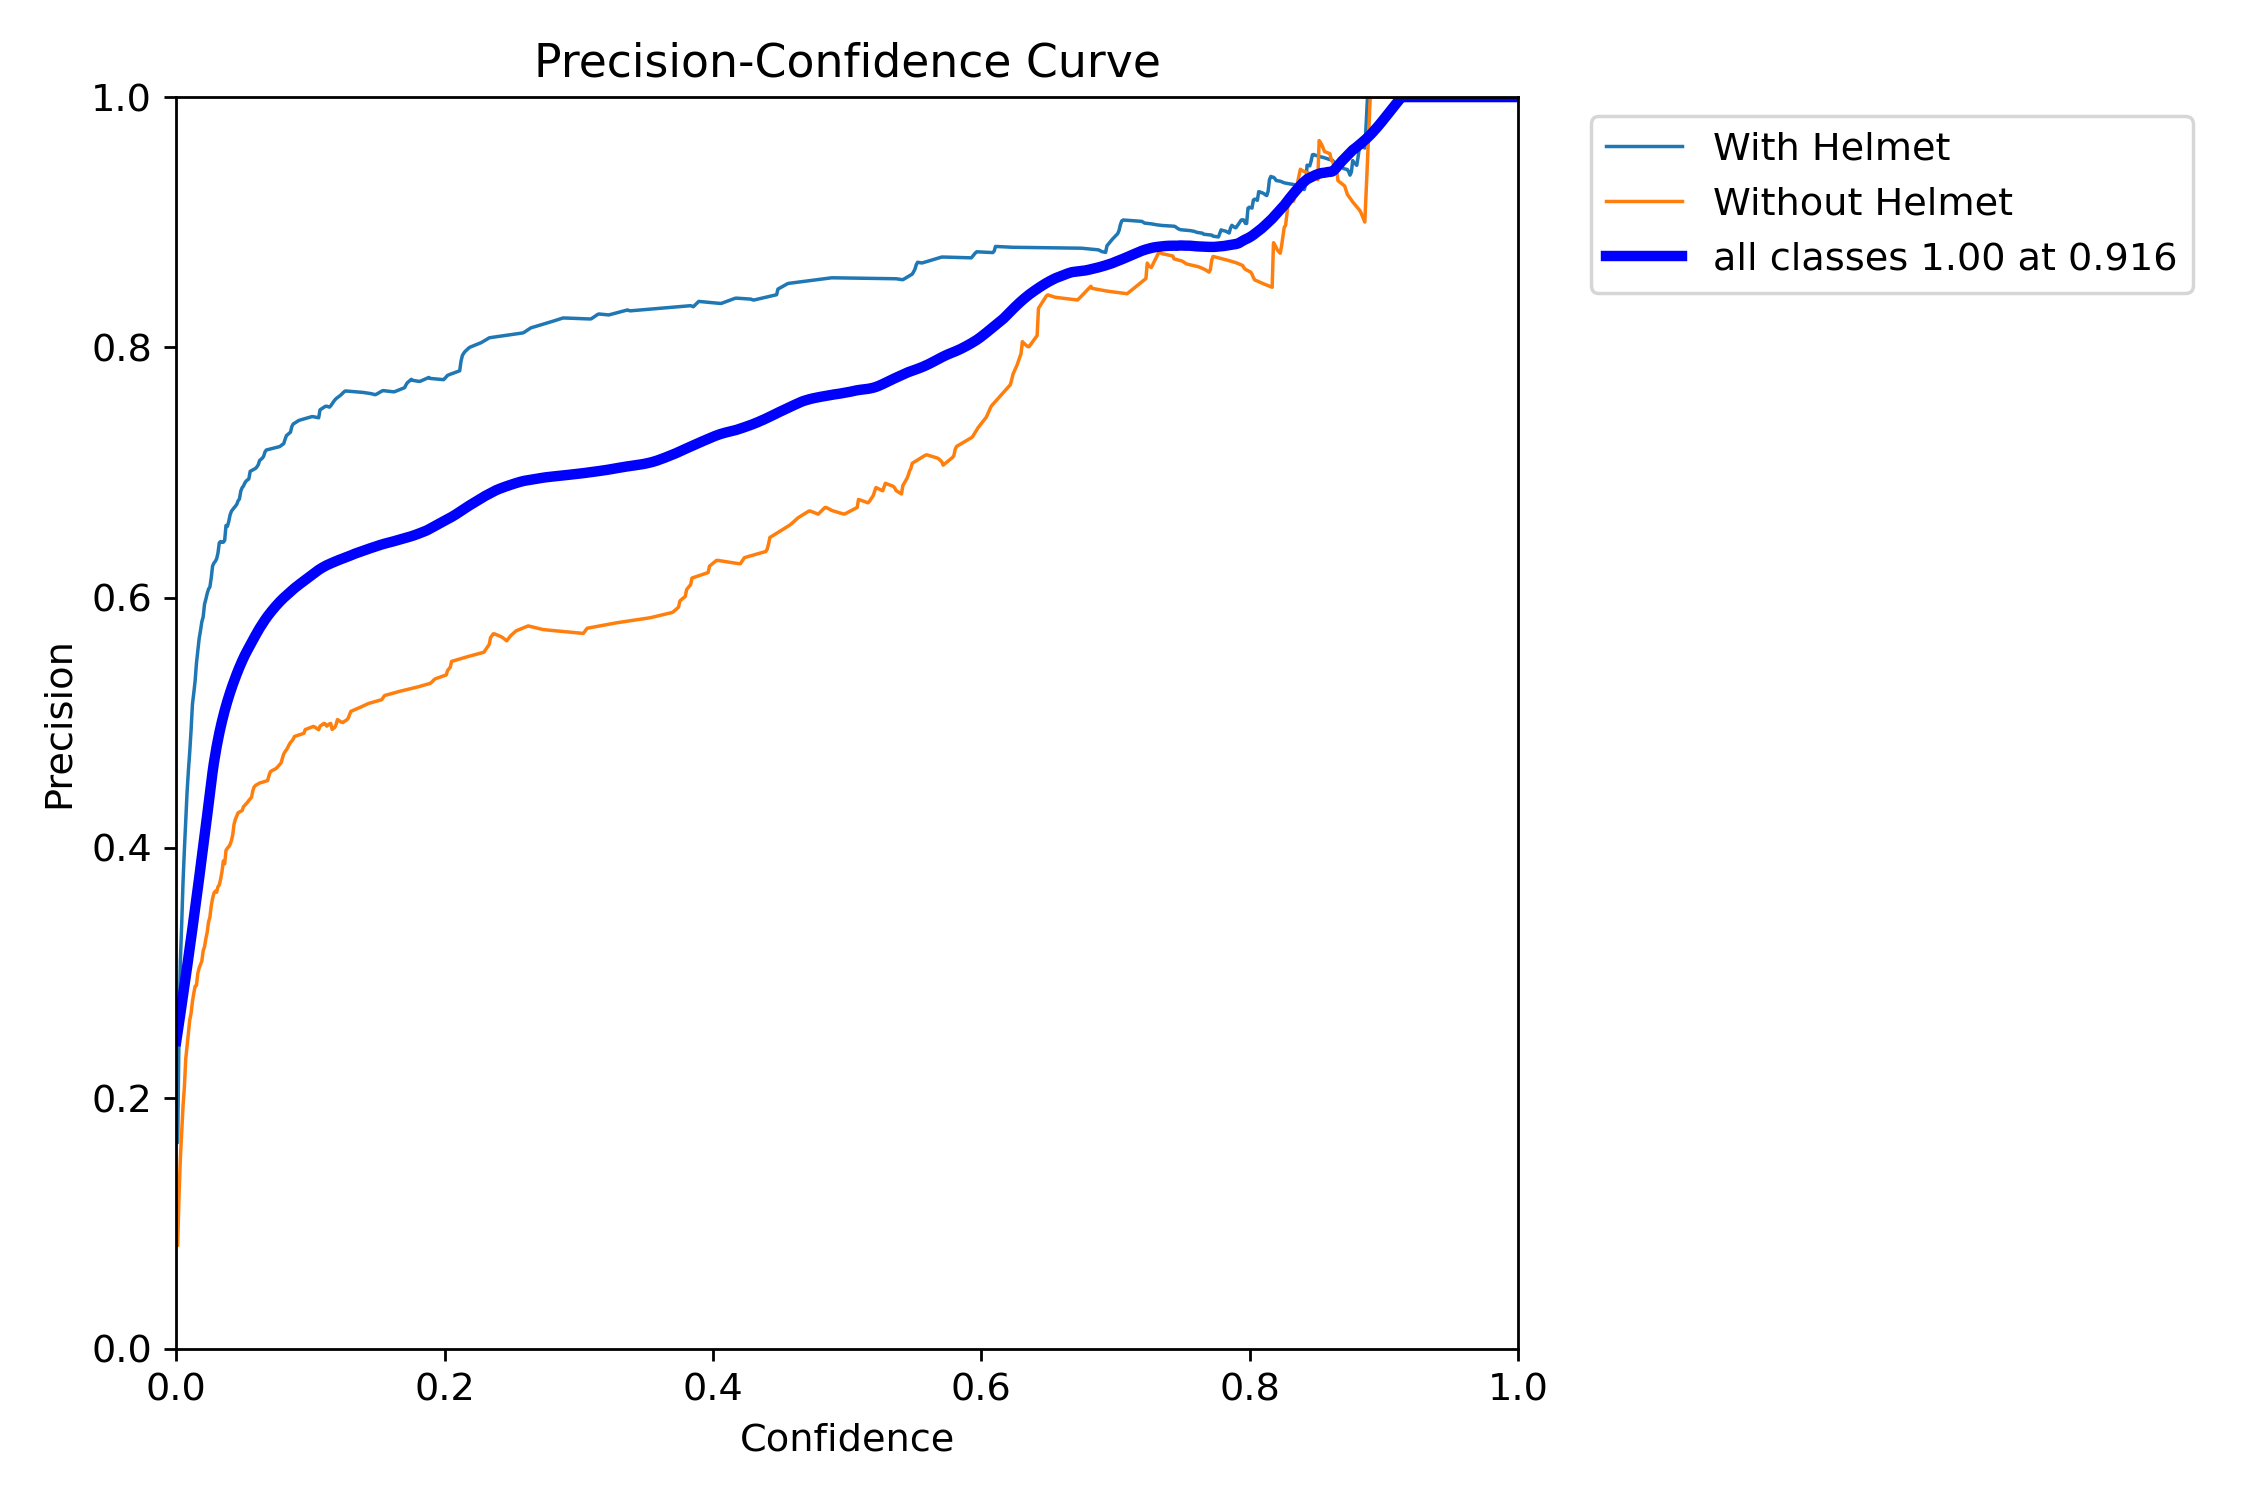 Precision-Confidence Curve
With Helmet
Without Helmet
all classes 1.00 at 0.916
1.0
0.8
0.6
0.4
0.2
0.0
Precision
0.0 0.2 0.4 0.6 0.8 1.0
Confidence